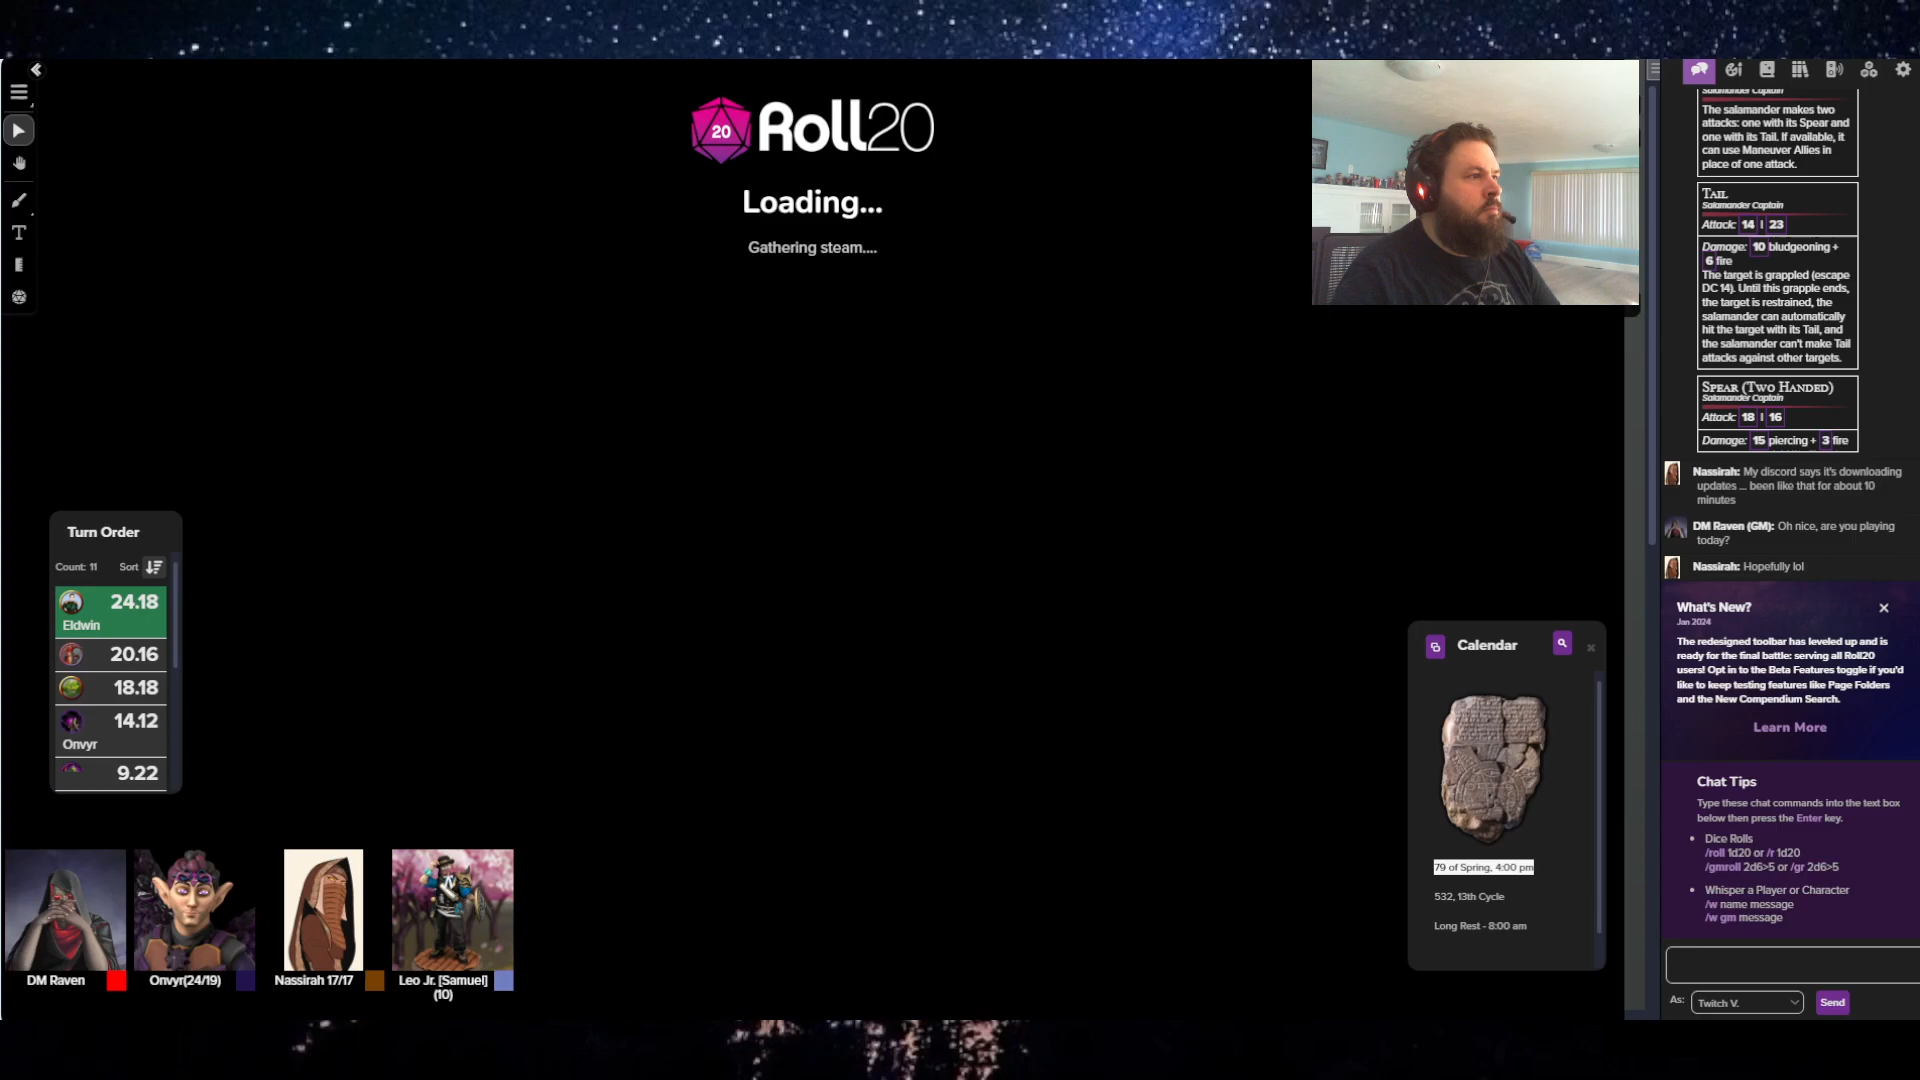 20
Roll20
Loading...
Gathering steam....
Turn Order
Count: 11 Sort
24.18
Eldwin
20.16
18.18
14.12
Onvyr
9.22
DM Raven
Onvyr(24/19)
Nassirah 17/17
Leo Jr. [Samuel]
(10)
Calendar
79 of Spring, 4:00 pm
532, 13th Cycle
Long Rest - 8:00 am
Salamander Captain
The salamander makes two
attacks: one with its Spear and
one with its Tail. If available, it
can use Maneuver Allies in
place of one attack.
Tail
Salamander Captain
Attack: 14 | 23
Damage: 10 bludgeoning +
6 fire
The target is grappled (escape
DC 14). Until this grapple ends,
the target is restrained, the
salamander can automatically
hit the target with its Tail, and
the salamander can't make Tail
attacks against other targets.
Spear (Two Handed)
Salamander Captain
Attack: 18 | 16
Damage: 15 piercing + 3 fire
Nassirah: My discord says it's downloading
updates ... been like that for about 10
minutes
DM Raven (GM): Oh nice, are you playing
today?
Nassirah: Hopefully lol
What's New?
Jan 2024
The redesigned toolbar has leveled up and is
ready for the final battle: serving all Roll20
users! Opt in to the Beta Features toggle if you'd
like to keep testing features like Page Folders
and the New Compendium Search.
Learn More
Chat Tips
Type these chat commands into the text box
below then press the Enter key.
• Dice Rolls
/roll 1d20 or /r 1d20
/gmroll 2d6>5 or /gr 2d6>5
• Whisper a Player or Character
/w name message
/w gm message
As: Twitch V. Send